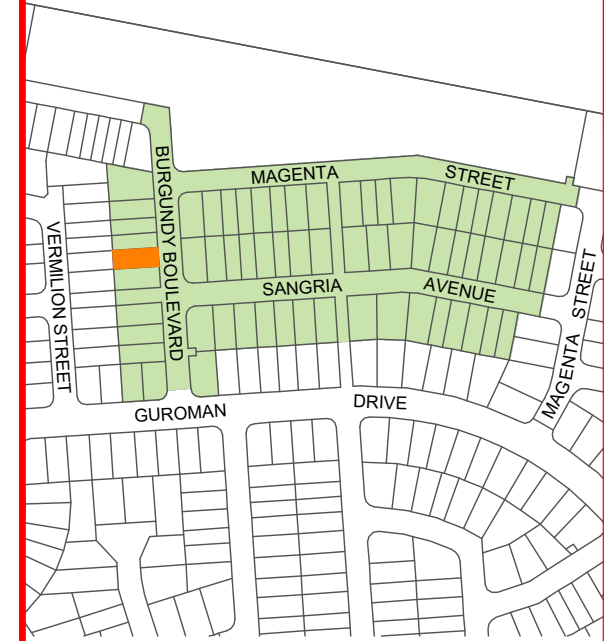 MAGENTA STREET
BURGUNDY BOULEVARD
VERMILION STREET
SANGRIA AVENUE
MAGENTA STREET
GUROMAN DRIVE